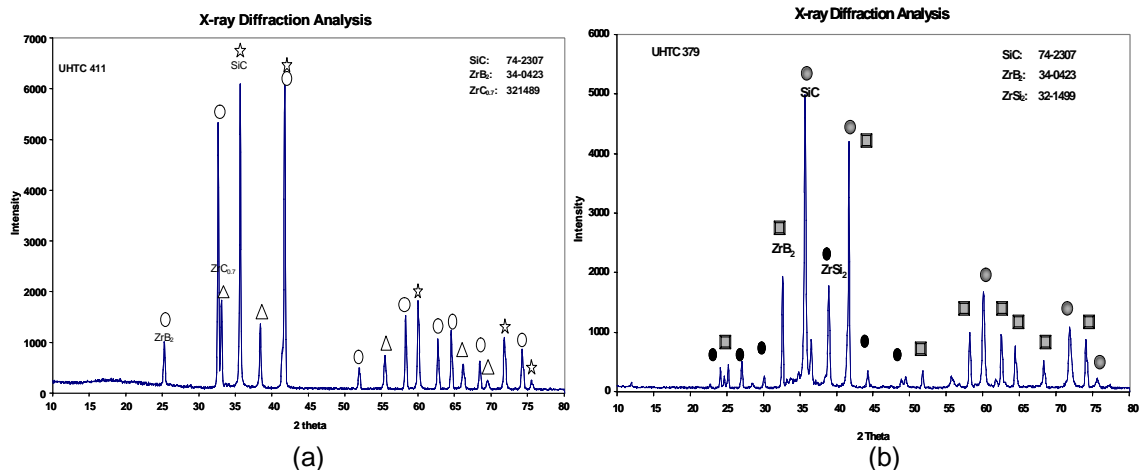 X-ray Diffraction Analysis
7000
6000
5000
4000
3000
2000
1000
0
Intensity
UHTC 411
SiC: 74-2307
ZrB₂: 34-0423
ZrC₀.₇: 321489
SiC
ZrC₀.₇
ZrB₂
10 15 20 25 30 35 40 45 50 55 60 65 70 75 80
2 theta
(a)
X-ray Diffraction Analysis
6000
5000
4000
3000
2000
1000
0
Intensity
UHTC 379
SiC: 74-2307
ZrB₂: 34-0423
ZrSi₂: 32-1499
SiC
ZrB₂
ZrSi₂
10 15 20 25 30 35 40 45 50 55 60 65 70 75 80
2 Theta
(b)